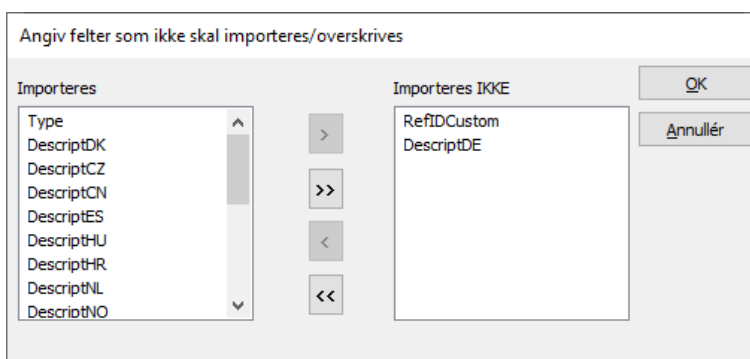 Angiv felter som ikke skal importeres/overskrives
Importeres
Type
DescriptDK
DescriptCZ
DescriptCN
DescriptES
DescriptHU
DescriptHR
DescriptNL
DescriptNO
>
>>
<
<<
Importeres IKKE
RefIDCustom
DescriptDE
OK
Annullér